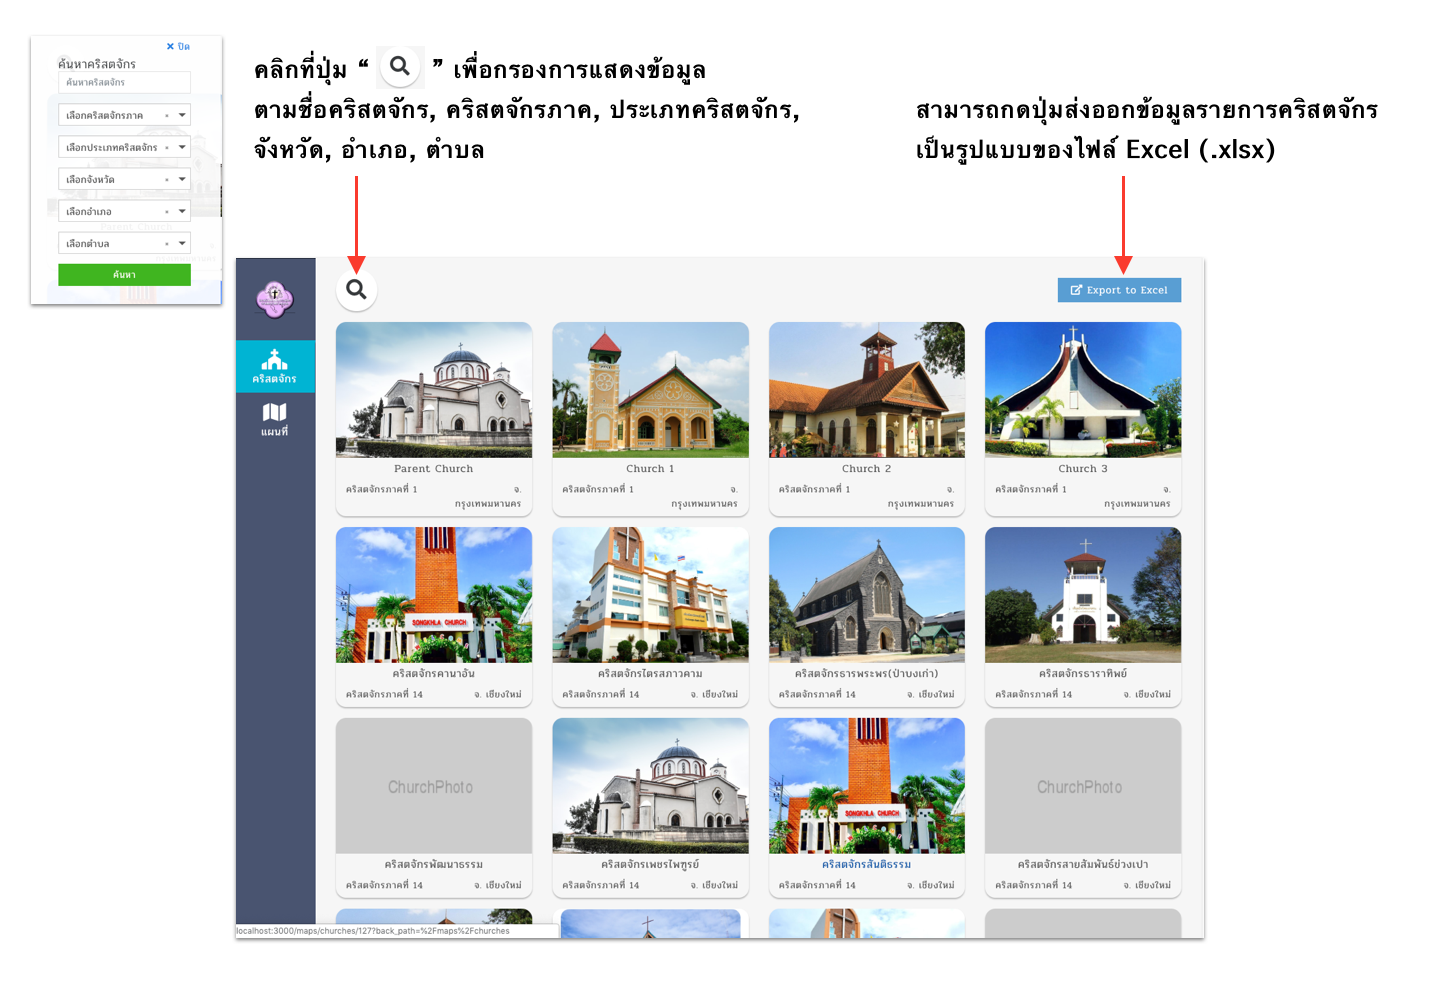 ✕ ปิด
ค้นหาคริสตจักร
ค้นหาคริสตจักร
เลือกคริสตจักรภาค
เลือกประเภทคริสตจักร
เลือกจังหวัด
เลือกอำเภอ
Parent Church
เลือกตำบล
ค้นหา
คลิกที่ปุ่ม “ ” เพื่อกรองการแสดงข้อมูล
ตามชื่อคริสตจักร, คริสตจักรภาค, ประเภทคริสตจักร,
จังหวัด, อำเภอ, ตำบล
สามารถกดปุ่มส่งออกข้อมูลรายการคริสตจักร
เป็นรูปแบบของไฟล์ Excel (.xlsx)
คริสตจักร
แผนที่
Export to Excel
Parent Church
คริสตจักรภาคที่ 1 จ.
กรุงเทพมหานคร
Church 1
คริสตจักรภาคที่ 1 จ.
กรุงเทพมหานคร
Church 2
คริสตจักรภาคที่ 1 จ.
กรุงเทพมหานคร
Church 3
คริสตจักรภาคที่ 1 จ.
กรุงเทพมหานคร
SONGKHLA CHURCH
คริสตจักรคานาอัน
คริสตจักรภาคที่ 14 จ. เชียงใหม่
คริสตจักรไตรสภาวคาม
คริสตจักรภาคที่ 14 จ. เชียงใหม่
คริสตจักรธารพระพร(ป่าบงเก่า)
คริสตจักรภาคที่ 14 จ. เชียงใหม่
คริสตจักรธาราทิพย์
คริสตจักรภาคที่ 14 จ. เชียงใหม่
ChurchPhoto
คริสตจักรพัฒนาธรรม
คริสตจักรภาคที่ 14 จ. เชียงใหม่
คริสตจักรเพชรไพฑูรย์
คริสตจักรภาคที่ 14 จ. เชียงใหม่
SONGKHLA CHURCH
คริสตจักรสันติธรรม
คริสตจักรภาคที่ 14 จ. เชียงใหม่
ChurchPhoto
คริสตจักรสายสัมพันธ์ข่วงเปา
คริสตจักรภาคที่ 14 จ. เชียงใหม่
localhost:3000/maps/churches/127?back_path=%2Fmaps%2Fchurches